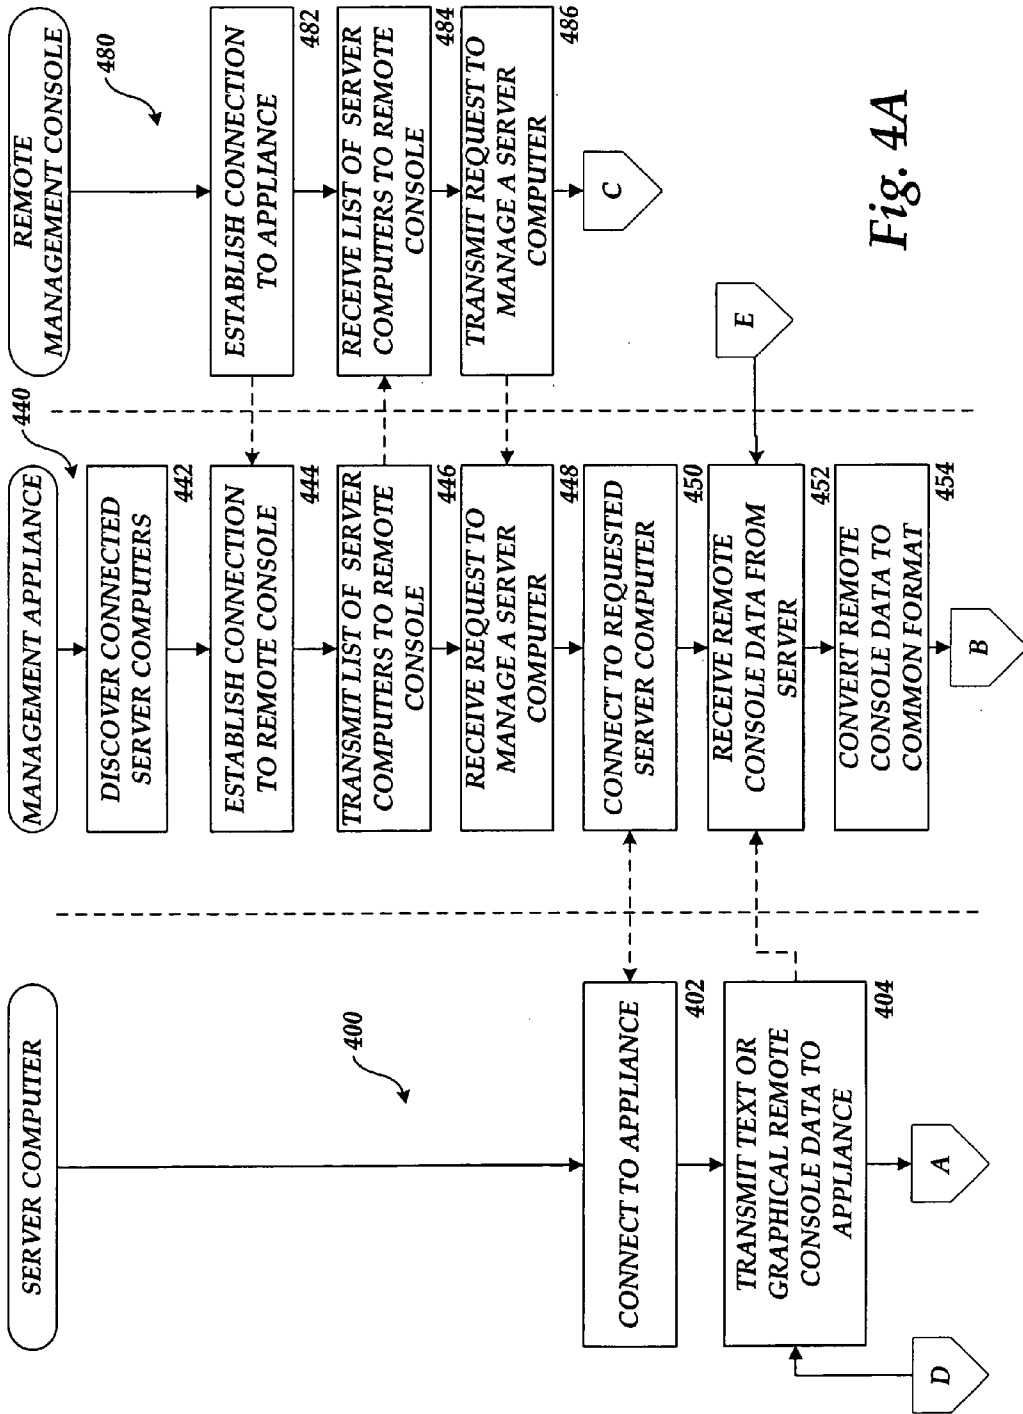 SERVER COMPUTER
400
CONNECT TO APPLIANCE
402
TRANSMIT TEXT OR
GRAPHICAL REMOTE
CONSOLE DATA TO
APPLIANCE
404
D
A
MANAGEMENT APPLIANCE
440
DISCOVER CONNECTED
SERVER COMPUTERS
442
ESTABLISH CONNECTION
TO REMOTE CONSOLE
444
TRANSMIT LIST OF SERVER
COMPUTERS TO REMOTE
CONSOLE
446
RECEIVE REQUEST TO
MANAGE A SERVER
COMPUTER
448
CONNECT TO REQUESTED
SERVER COMPUTER
450
RECEIVE REMOTE
CONSOLE DATA FROM
SERVER
452
CONVERT REMOTE
CONSOLE DATA TO
COMMON FORMAT
454
B
REMOTE
MANAGEMENT CONSOLE
480
ESTABLISH CONNECTION
TO APPLIANCE
482
RECEIVE LIST OF SERVER
COMPUTERS TO REMOTE
CONSOLE
484
TRANSMIT REQUEST TO
MANAGE A SERVER
COMPUTER
486
C
E
Fig. 4A